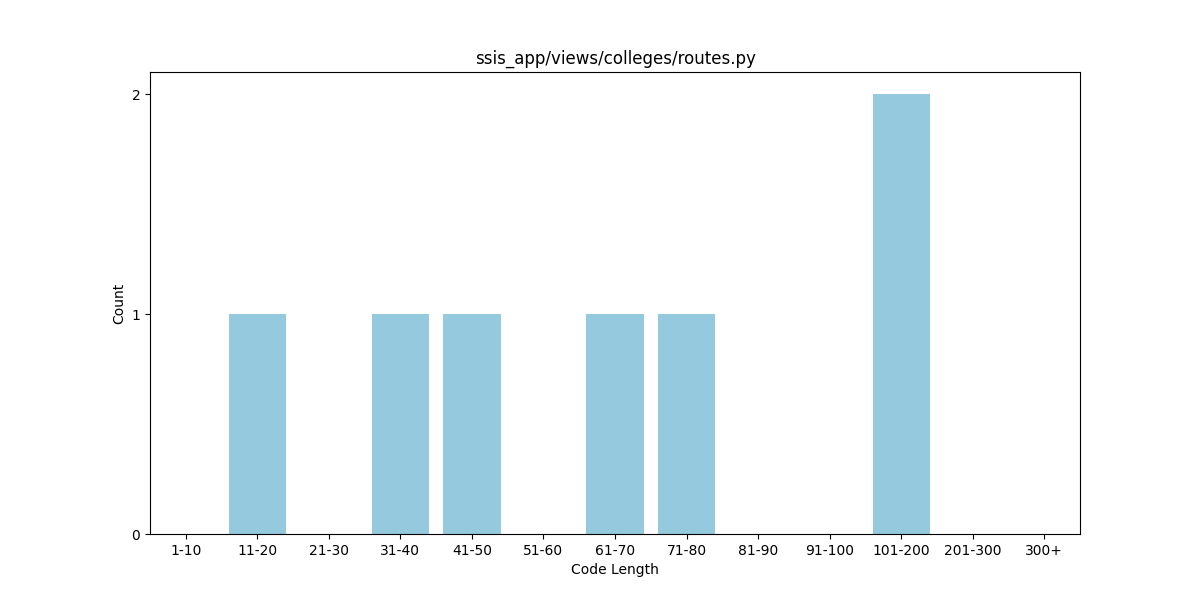 ssis_app/views/colleges/routes.py
2
1
0
Count
1-10 11-20 21-30 31-40 41-50 51-60 61-70 71-80 81-90 91-100 101-200 201-300 300+
Code Length